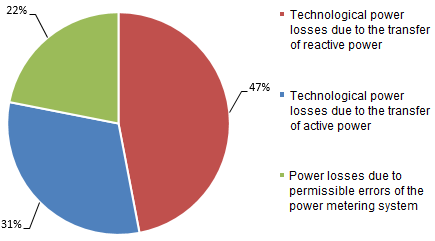 22%
47%
31%
Technological power
losses due to the transfer
of reactive power
Technological power
losses due to the transfer
of active power
Power losses due to
permissible errors of the
power metering system